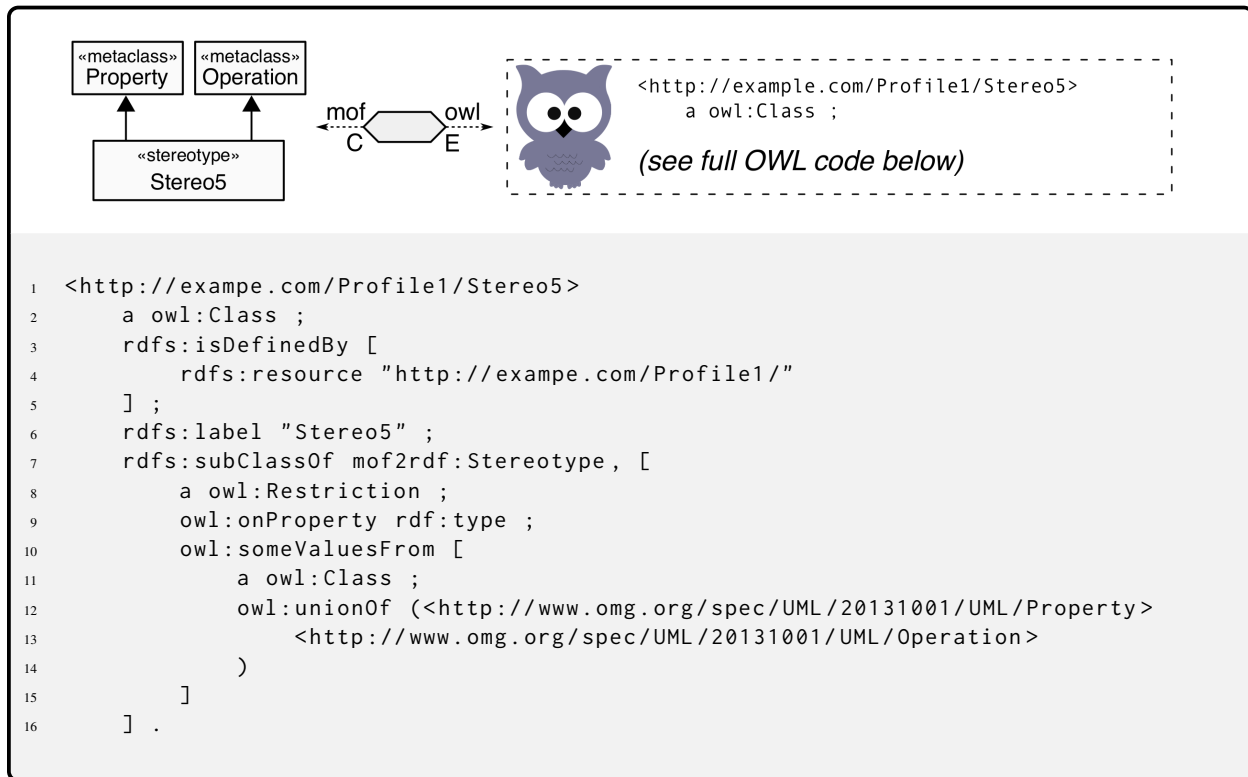 «metaclass» «metaclass»
Property Operation
«stereotype»
Stereo5
mof owl
C E
<http://example.com/Profile1/Stereo5>
a owl:Class ;
(see full OWL code below)
1 <http://exampe.com/Profile1/Stereo5>
2 a owl:Class ;
3 rdfs:isDefinedBy [
4 rdfs:resource "http://exampe.com/Profile1/"
5 ] ;
6 rdfs:label "Stereo5" ;
7 rdfs:subClassOf mof2rdf:Stereotype, [
8 a owl:Restriction ;
9 owl:onProperty rdf:type ;
10 owl:someValuesFrom [
11 a owl:Class ;
12 owl:unionOf (<http://www.omg.org/spec/UML/20131001/UML/Property>
13 <http://www.omg.org/spec/UML/20131001/UML/Operation>
14 )
15 ]
16 ] .